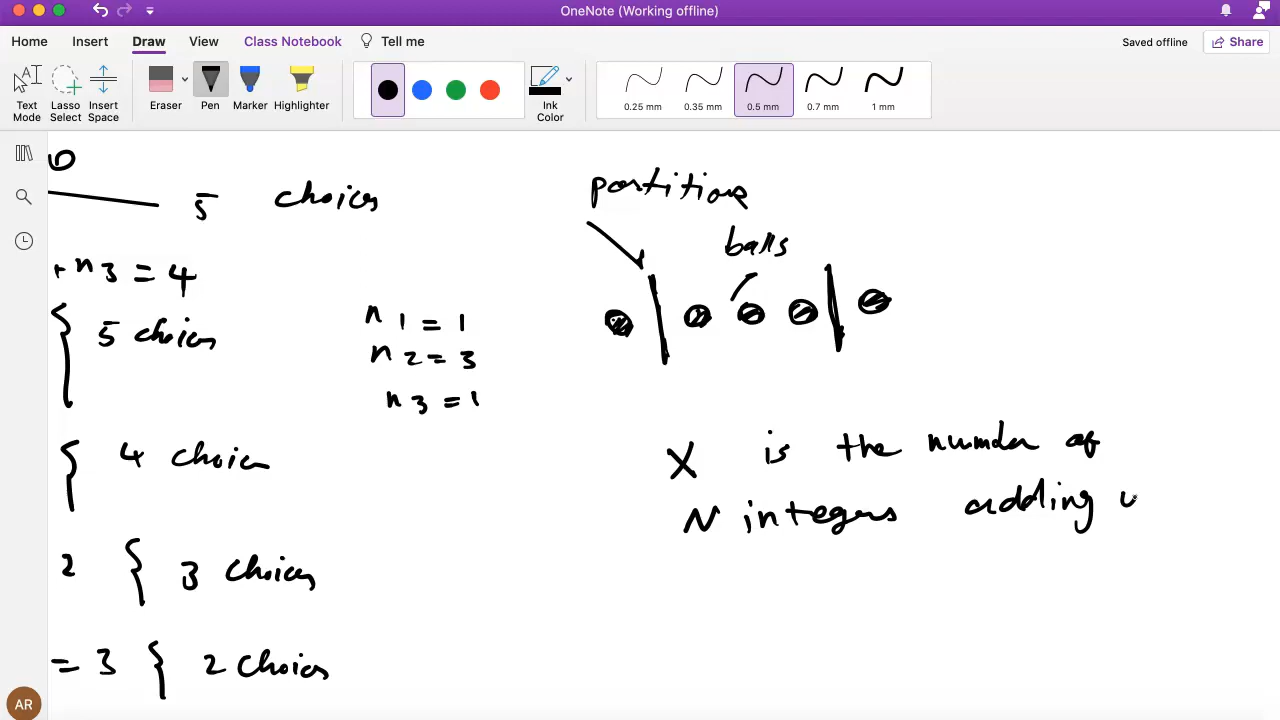 OneNote (Working offline)
Home Insert Draw View Class Notebook Tell me
Saved offline Share
Text Mode
Lasso Select
Insert Space
Eraser
Pen
Marker
Highlighter
Ink Color
0.25 mm
0.35 mm
0.5 mm
0.7 mm
1 mm
5 choices
partitions
balls
+ n3 = 4
5 choices
n1 = 1
n2 = 3
n3 = 1
4 choices
X is the number of
N integers adding u
2 { 3 choices
= 3 { 2 choices
AR